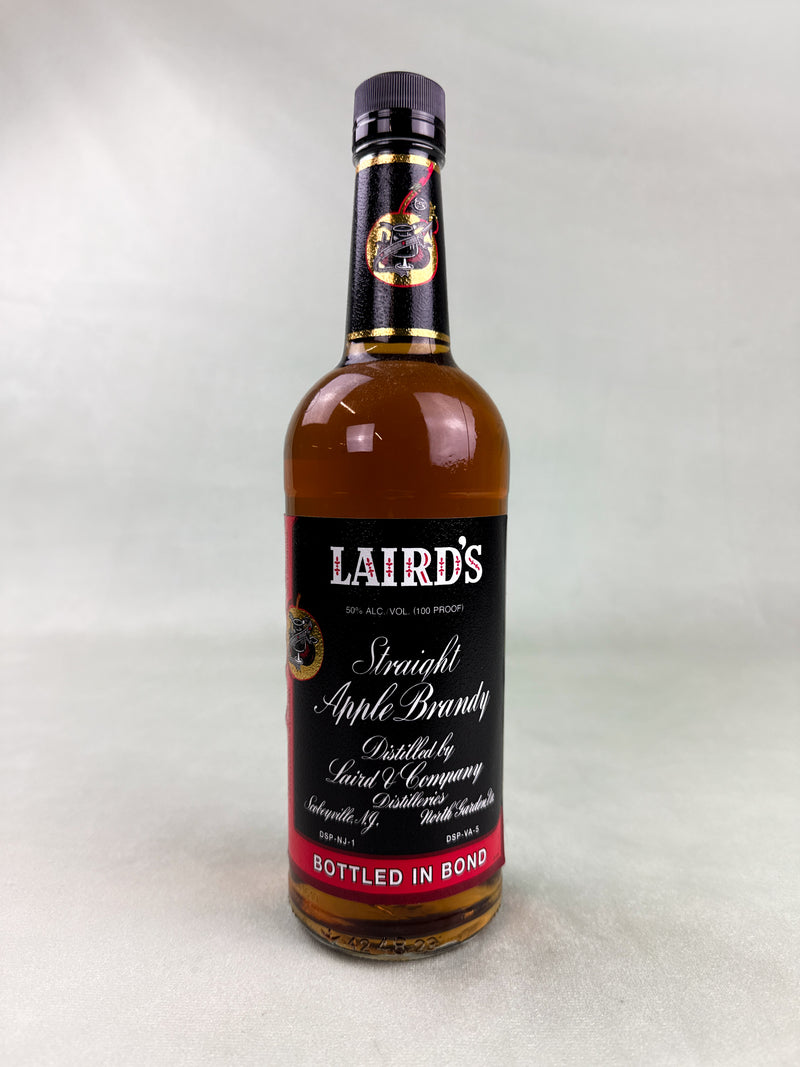 LAIRD'S
50% ALC./VOL. (100 PROOF)
Straight
Apple Brandy
Distilled by
Laird & Company
Distilleries
Scobeyville, N.J. North Garden, Va.
DSP-NJ-1 DSP-VA-5
BOTTLED IN BOND